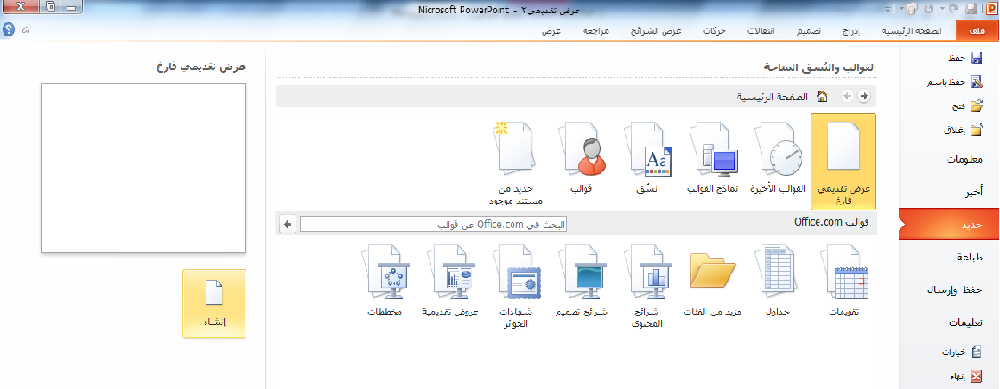 عرض تقديمي٢ - Microsoft PowerPoint
ملف
الصفحة الرئيسية
إدراج
تصميم
انتقالات
حركات
عرض الشرائح
مراجعة
عرض
حفظ
حفظ باسم
فتح
إغلاق
معلومات
أخير
جديد
طباعة
حفظ وإرسال
تعليمات
خيارات
إنهاء
القوالب والنُسق المتاحة
الصفحة الرئيسية
عرض تقديمي
فارغ
القوالب الأخيرة
نماذج القوالب
نسُق
قوالب
جديد من
مستند موجود
قوالب Office.com
البحث في Office.com عن قوالب
تقويمات
جداول
مزيد من الفئات
شرائح
المحتوى
شرائح تصميم
شهادات
الجوائز
عروض تقديمية
مخططات
عرض تقديمي فارغ
إنشاء